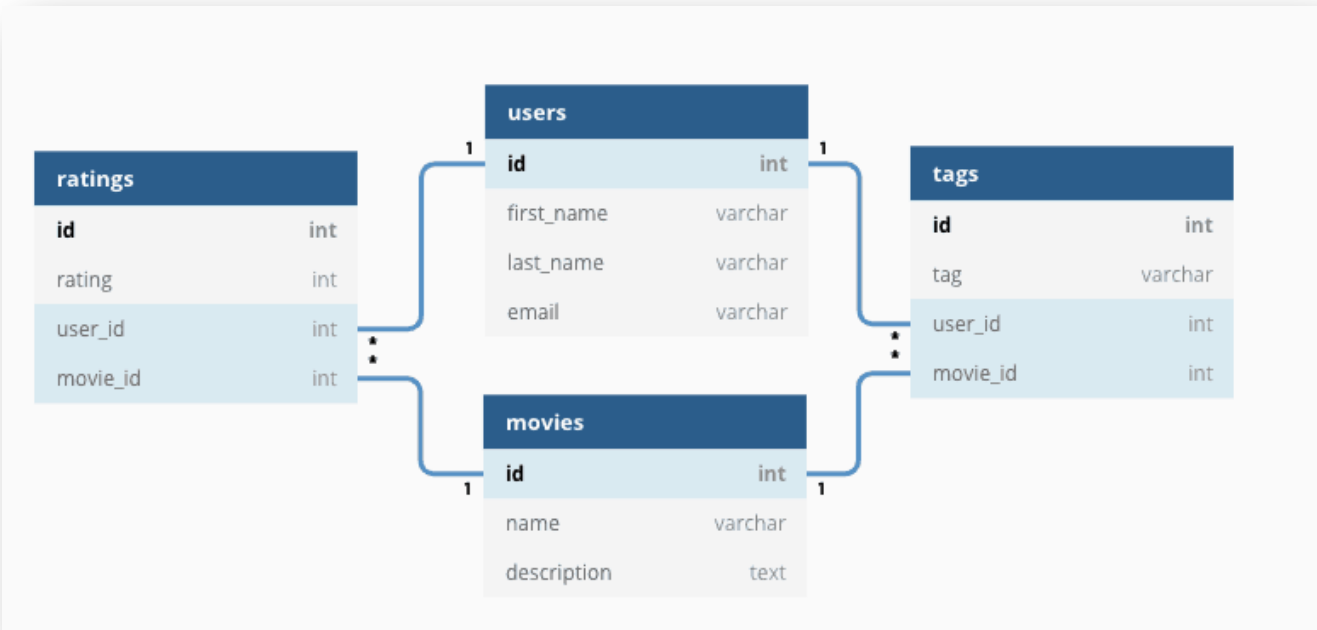 users
1
id int
1
first_name varchar
last_name varchar
email varchar
ratings
id int
rating int
user_id int
*
*
movie_id int
tags
id int
tag varchar
user_id int
*
*
movie_id int
movies
id int
1
1
name varchar
description text